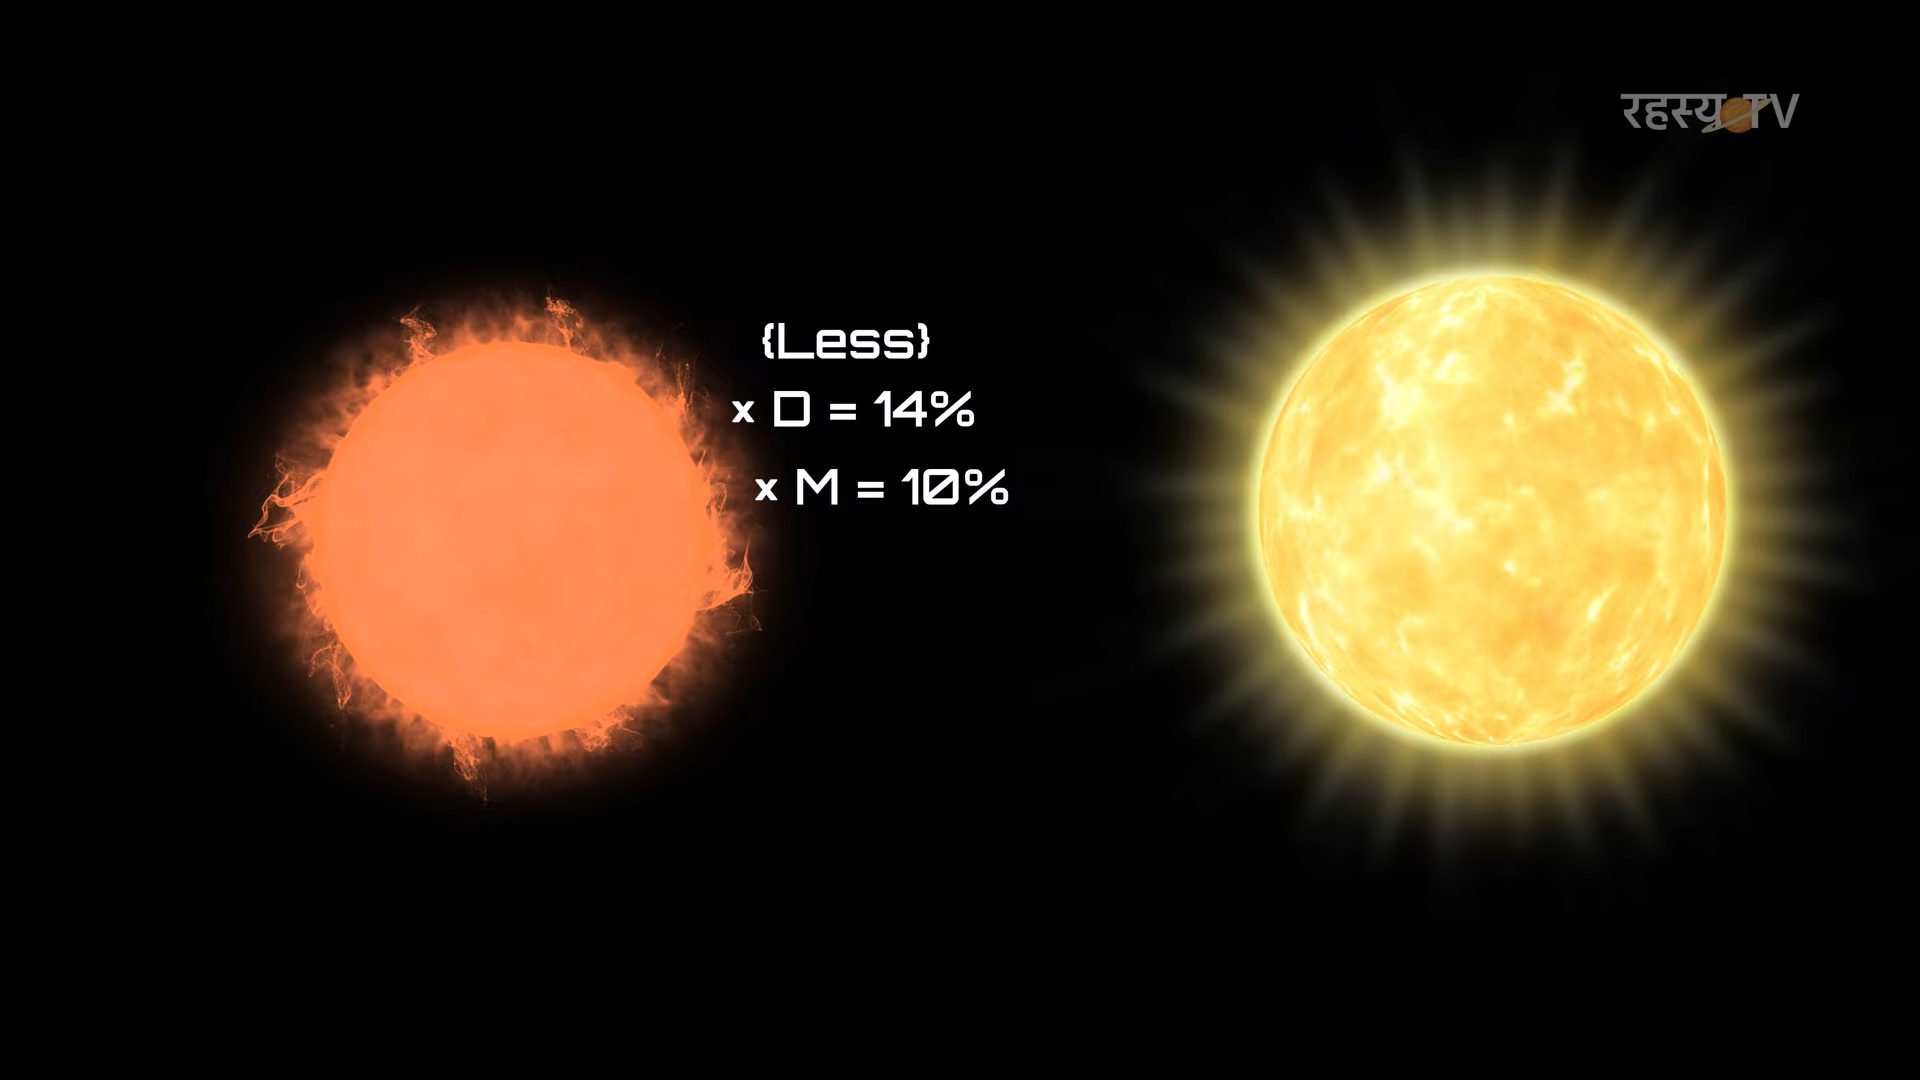 रहस्य TV
{Less}
x D = 14%
x M = 10%